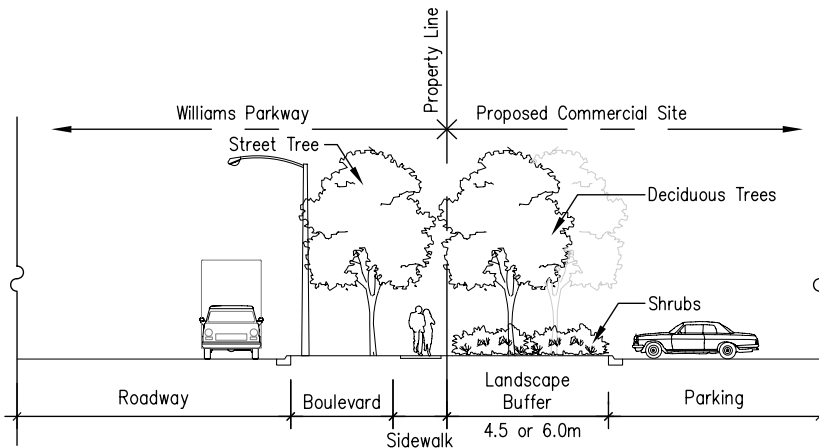 Property Line
Williams Parkway
Proposed Commercial Site
Street Tree
Deciduous Trees
Shrubs
Roadway
Boulevard
Sidewalk
Landscape
Buffer
4.5 or 6.0m
Parking